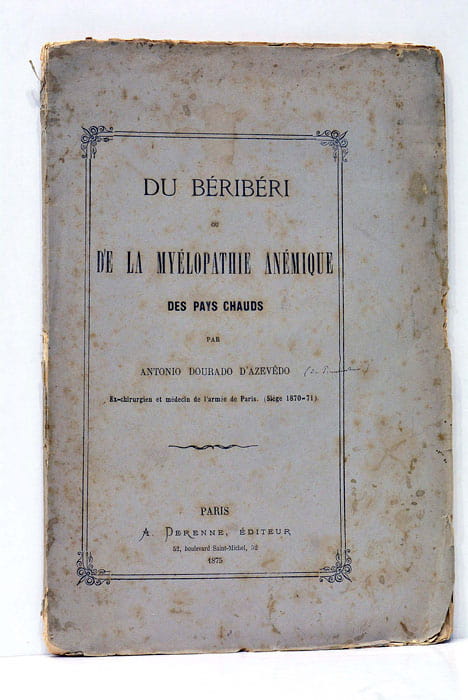 DU BÉRIBÉRI
OU
DE LA MYÉLOPATHIE ANÉMIQUE
DES PAYS CHAUDS
PAR
ANTONIO DOURADO D'AZEVÊDO
Ex-chirurgien et médecin de l'armée de Paris. (Siége 1870-71)
PARIS
A. DERENNE, ÉDITEUR
52, boulevard Saint-Michel, 52
1875